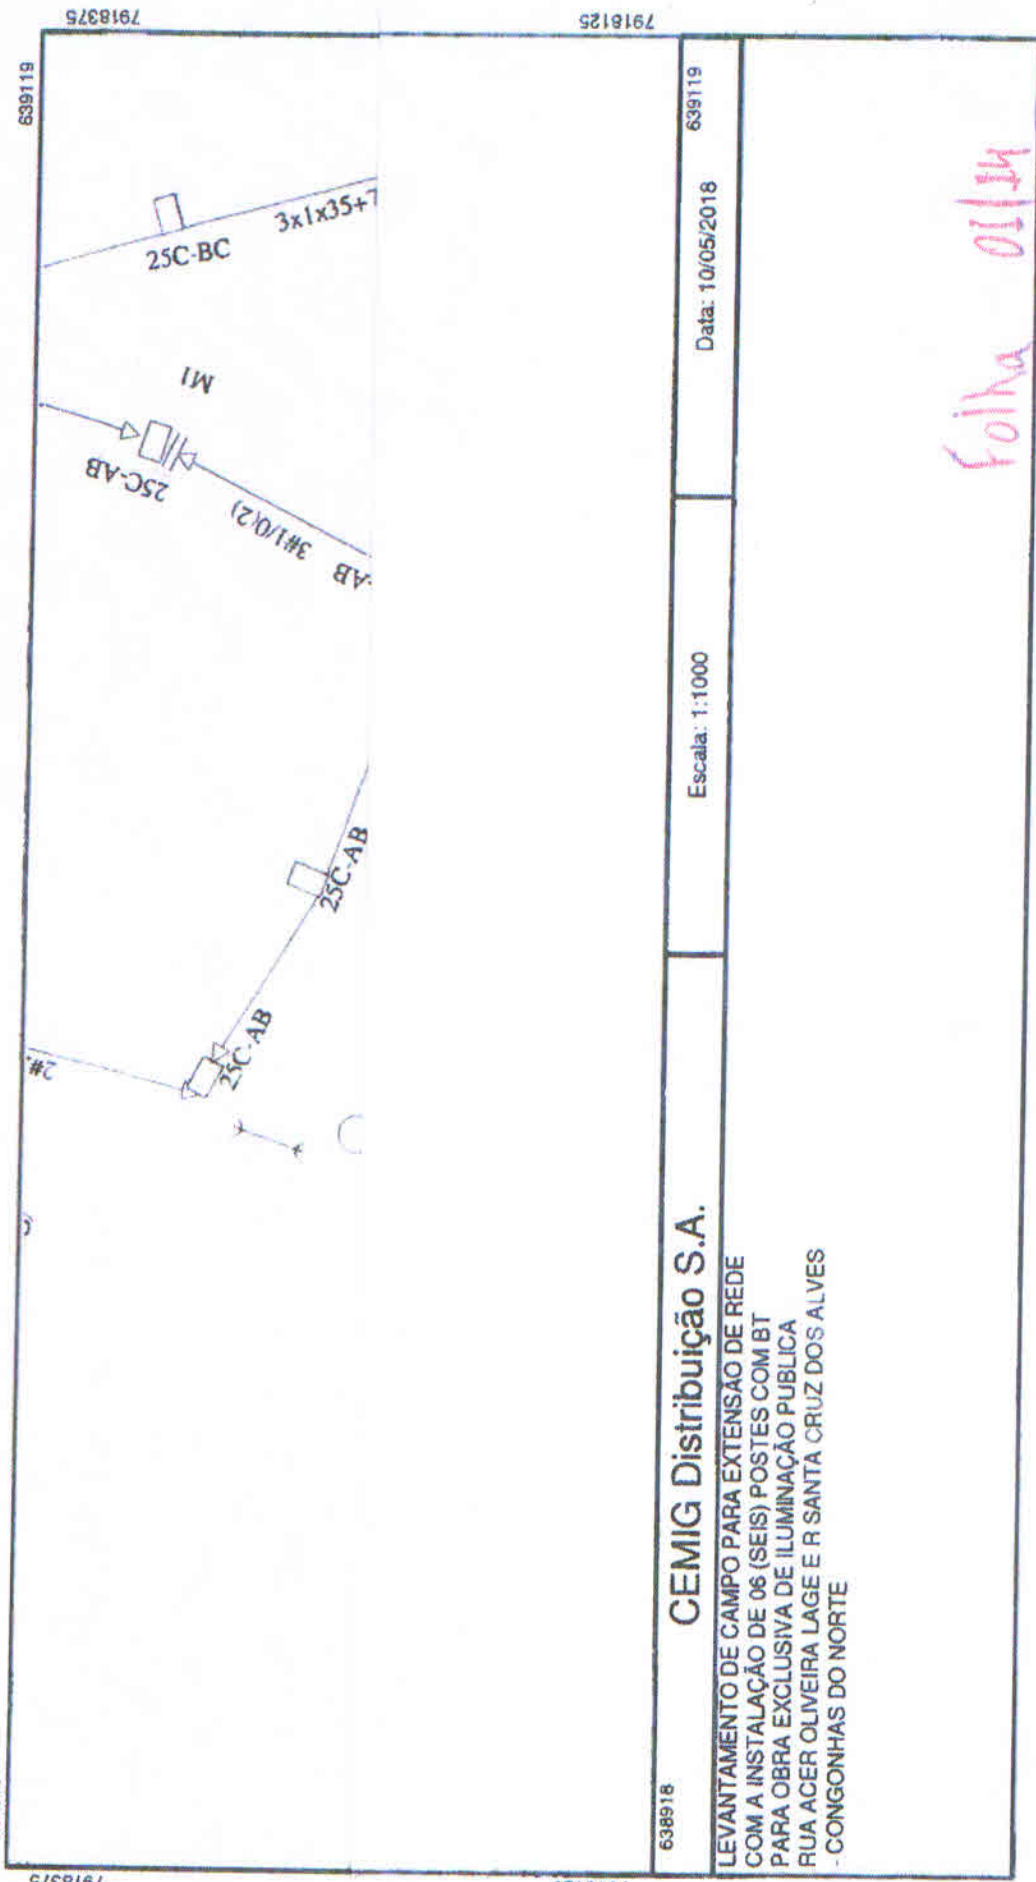 7918375
7918125
639119
2#.
25C-AB
25C-AB
25C-AB
3#1/0(2)
-AB
M1
25C-BC
3x1x35+7
7918375
638918
CEMIG Distribuição S.A.
Escala: 1:1000
Data: 10/05/2018
639119
LEVANTAMENTO DE CAMPO PARA EXTENSÃO DE REDE
COM A INSTALAÇÃO DE 06 (SEIS) POSTES COM BT
PARA OBRA EXCLUSIVA DE ILUMINAÇÃO PUBLICA
RUA ACER OLIVEIRA LAGE E R SANTA CRUZ DOS ALVES
- CONGONHAS DO NORTE
Folha